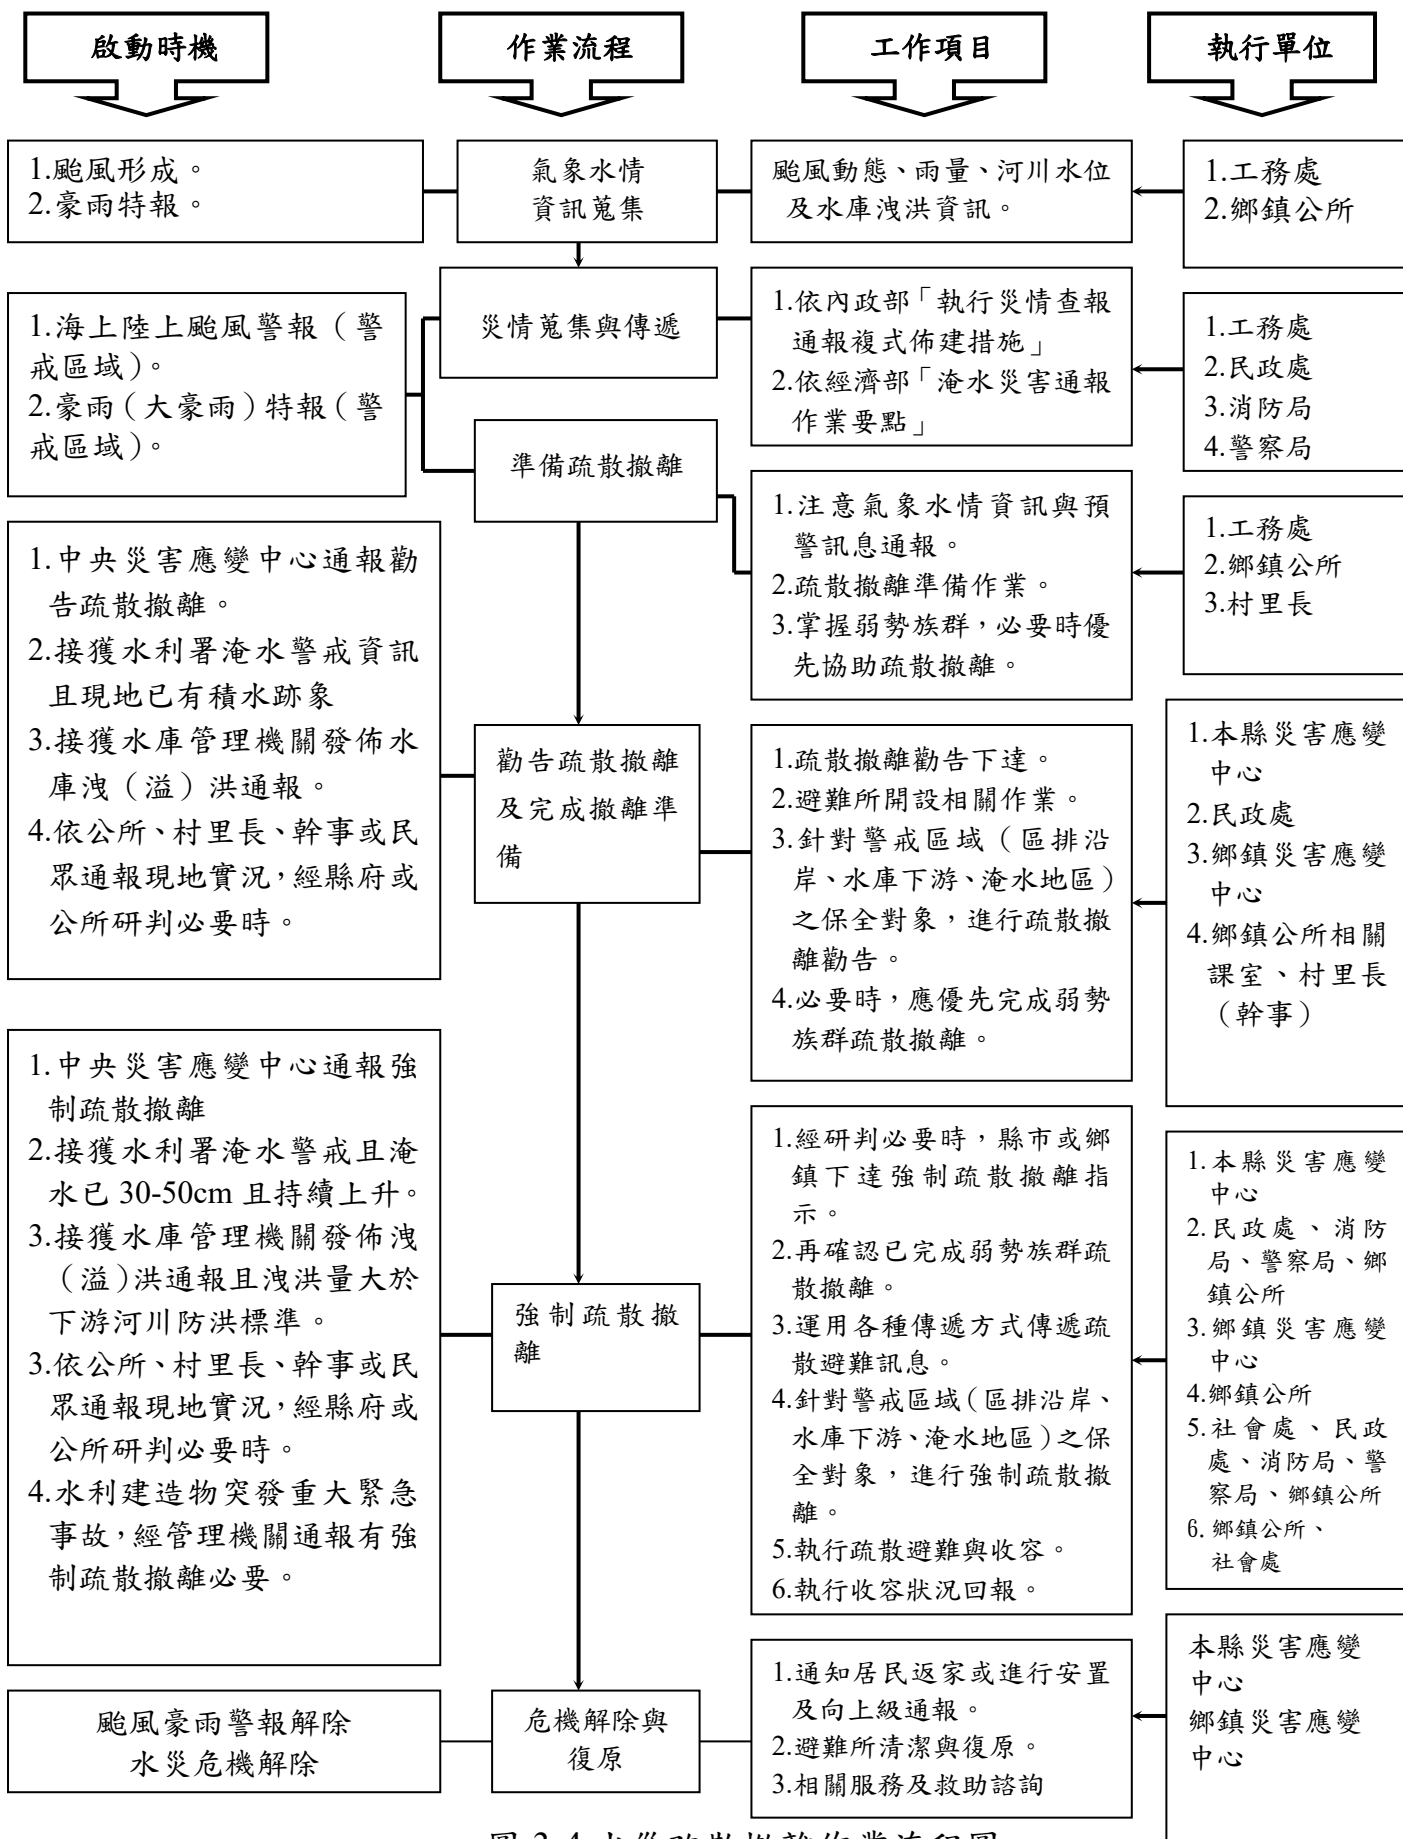 啟動時機
作業流程
工作項目
執行單位
1.颱風形成。
2.豪雨特報。
氣象水情
資訊蒐集
颱風動態、雨量、河川水位
及水庫洩洪資訊。
1.工務處
2.鄉鎮公所
1.海上陸上颱風警報（警
戒區域）。
2.豪雨（大豪雨）特報（警
戒區域）。
災情蒐集與傳遞
1.依內政部「執行災情查報
通報複式佈建措施」
2.依經濟部「淹水災害通報
作業要點」
1.工務處
2.民政處
3.消防局
4.警察局
準備疏散撤離
1.注意氣象水情資訊與預
警訊息通報。
2.疏散撤離準備作業。
3.掌握弱勢族群，必要時優
先協助疏散撤離。
1.工務處
2.鄉鎮公所
3.村里長
1.中央災害應變中心通報勸
告疏散撤離。
2.接獲水利署淹水警戒資訊
且現地已有積水跡象
3.接獲水庫管理機關發佈水
庫洩（溢）洪通報。
4.依公所、村里長、幹事或民
眾通報現地實況，經縣府或
公所研判必要時。
勸告疏散撤離
及完成撤離準
備
1.疏散撤離勸告下達。
2.避難所開設相關作業。
3.針對警戒區域（區排沿
岸、水庫下游、淹水地區）
之保全對象，進行疏散撤
離勸告。
4.必要時，應優先完成弱勢
族群疏散撤離。
1.本縣災害應變
中心
2.民政處
3.鄉鎮災害應變
中心
4.鄉鎮公所相關
課室、村里長
（幹事）
1.中央災害應變中心通報強
制疏散撤離
2.接獲水利署淹水警戒且淹
水已 30-50cm 且持續上升。
3.接獲水庫管理機關發佈洩
（溢）洪通報且洩洪量大於
下游河川防洪標準。
3.依公所、村里長、幹事或民
眾通報現地實況，經縣府或
公所研判必要時。
4.水利建造物突發重大緊急
事故，經管理機關通報有強
制疏散撤離必要。
強制疏散撤
離
1.經研判必要時，縣市或鄉
鎮下達強制疏散撤離指
示。
2.再確認已完成弱勢族群疏
散撤離。
3.運用各種傳遞方式傳遞疏
散避難訊息。
4.針對警戒區域（區排沿岸、
水庫下游、淹水地區）之保
全對象，進行強制疏散撤
離。
5.執行疏散避難與收容。
6.執行收容狀況回報。
1.本縣災害應變
中心
2.民政處、消防
局、警察局、鄉
鎮公所
3.鄉鎮災害應變
中心
4.鄉鎮公所
5.社會處、民政
處、消防局、警
察局、鄉鎮公所
6.鄉鎮公所、
社會處
颱風豪雨警報解除
水災危機解除
危機解除與
復原
1.通知居民返家或進行安置
及向上級通報。
2.避難所清潔與復原。
3.相關服務及救助諮詢
本縣災害應變
中心
鄉鎮災害應變
中心
圖 3-4 水災疏散撤離作業流程圖